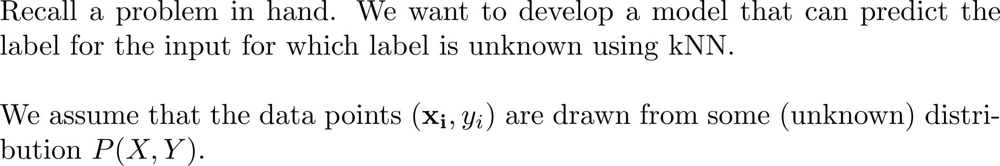 Recall a problem in hand. We want to develop a model that can predict the
label for the input for which label is unknown using kNN.
We assume that the data points (𝐱ᵢ, yᵢ) are drawn from some (unknown) distri-
bution P(X, Y).